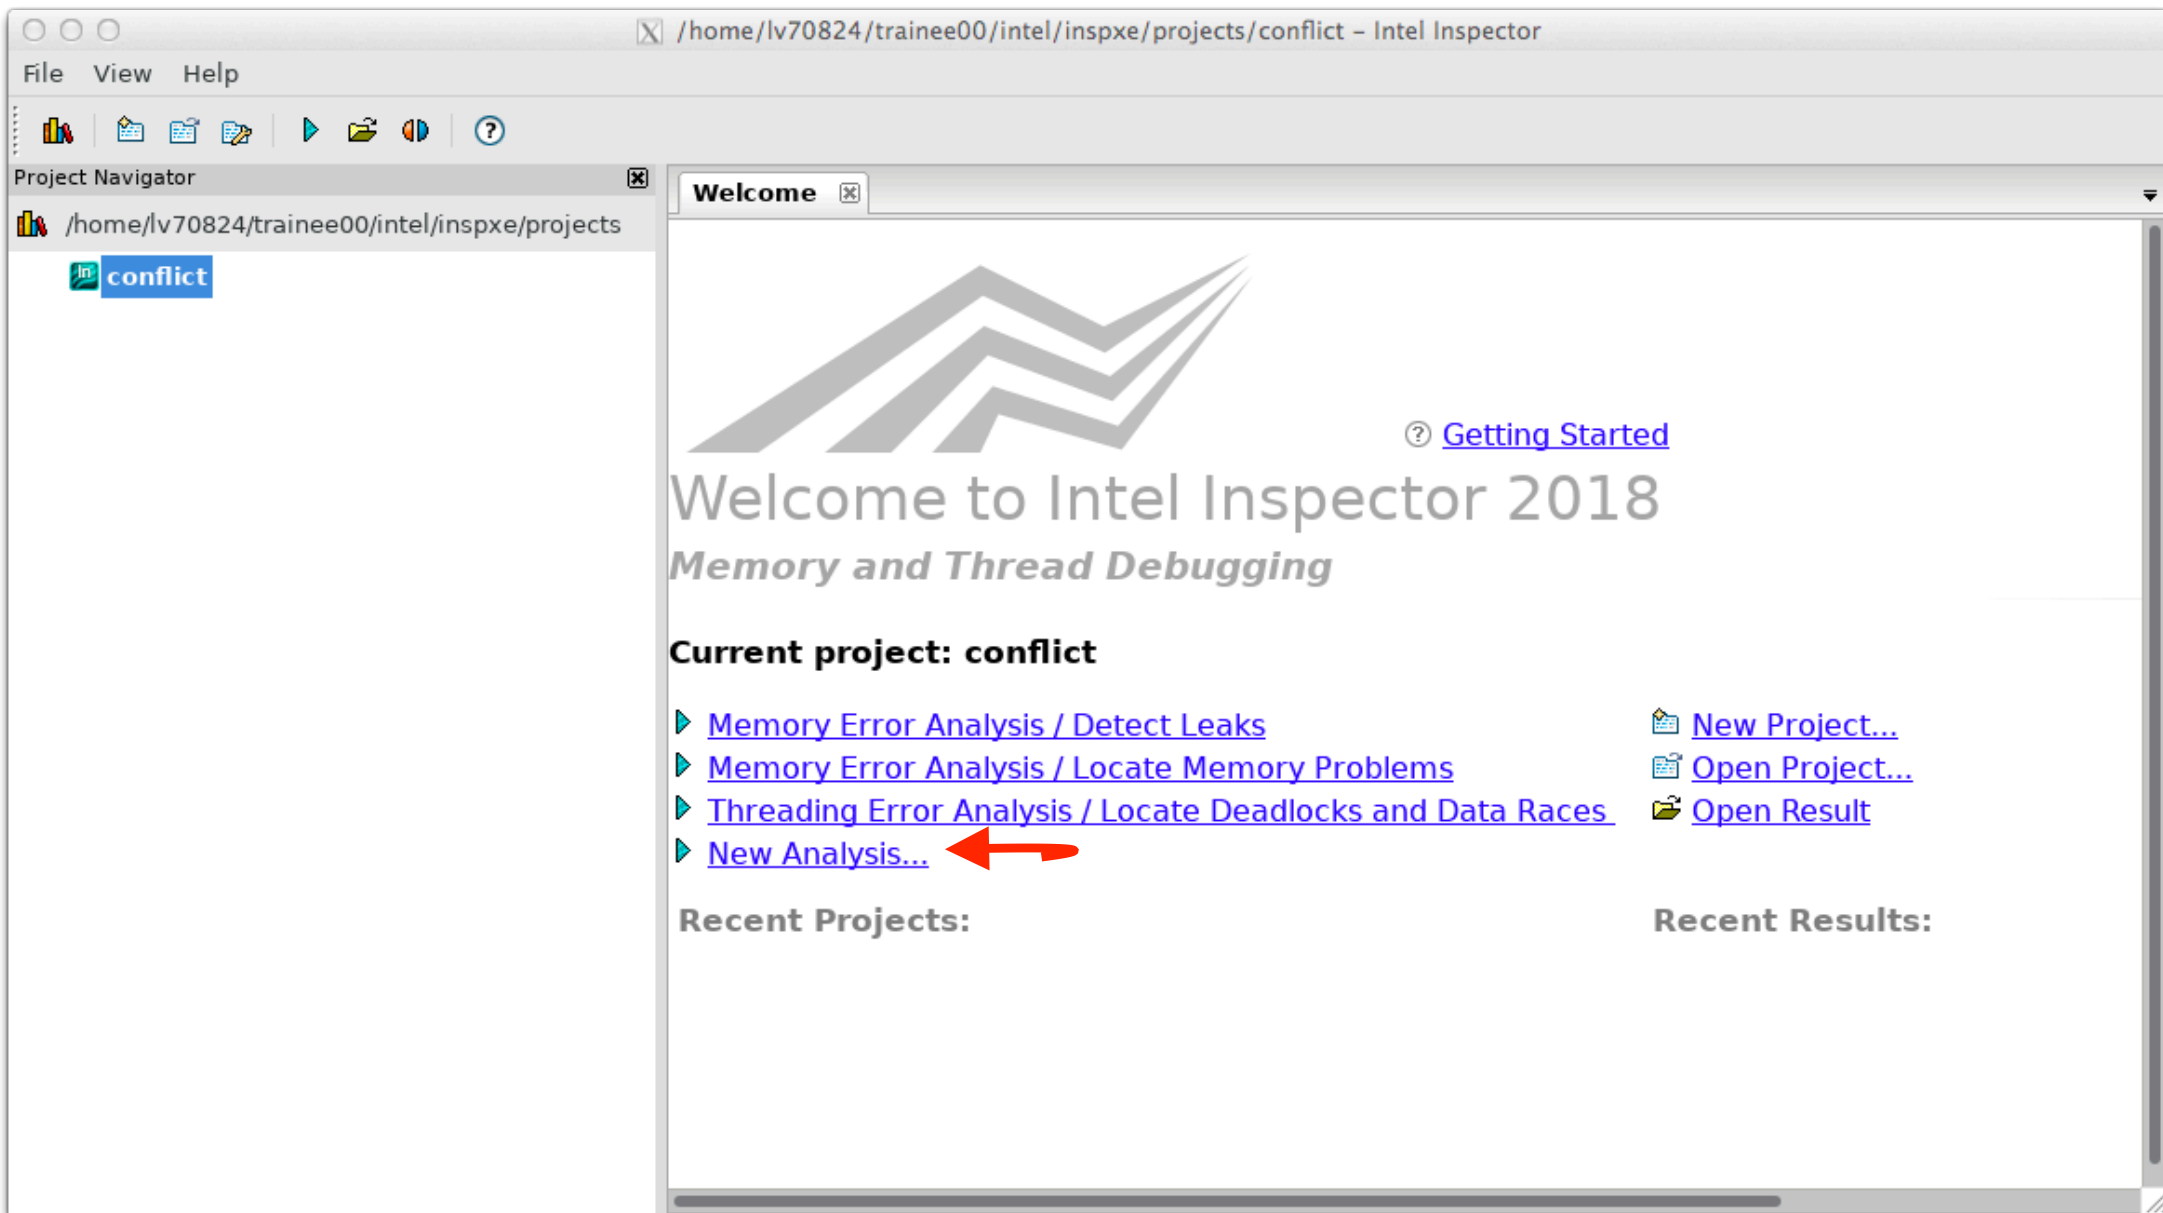 /home/lv70824/trainee00/intel/inspxe/projects/conflict – Intel Inspector
File View Help
Project Navigator
/home/lv70824/trainee00/intel/inspxe/projects
conflict
Welcome
Getting Started
Welcome to Intel Inspector 2018
Memory and Thread Debugging
Current project: conflict
Memory Error Analysis / Detect Leaks
Memory Error Analysis / Locate Memory Problems
Threading Error Analysis / Locate Deadlocks and Data Races
New Analysis...
New Project...
Open Project...
Open Result
Recent Projects:
Recent Results: